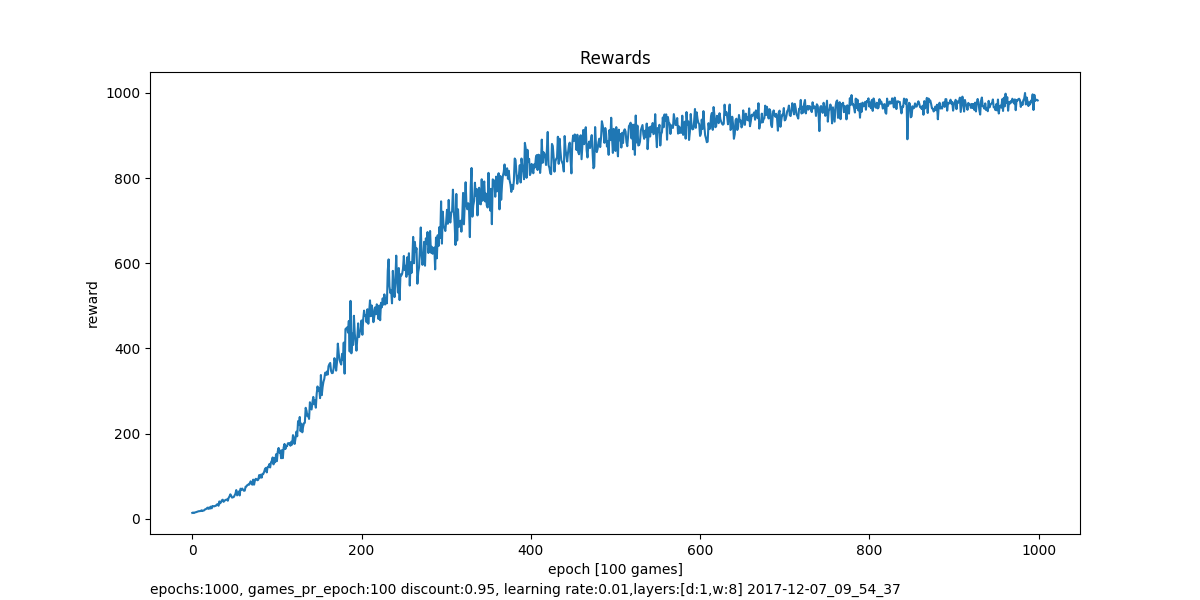 Rewards
1000
800
600
400
200
0
reward
0 200 400 600 800 1000
epoch [100 games]
epochs:1000, games_pr_epoch:100 discount:0.95, learning rate:0.01,layers:[d:1,w:8] 2017-12-07_09_54_37